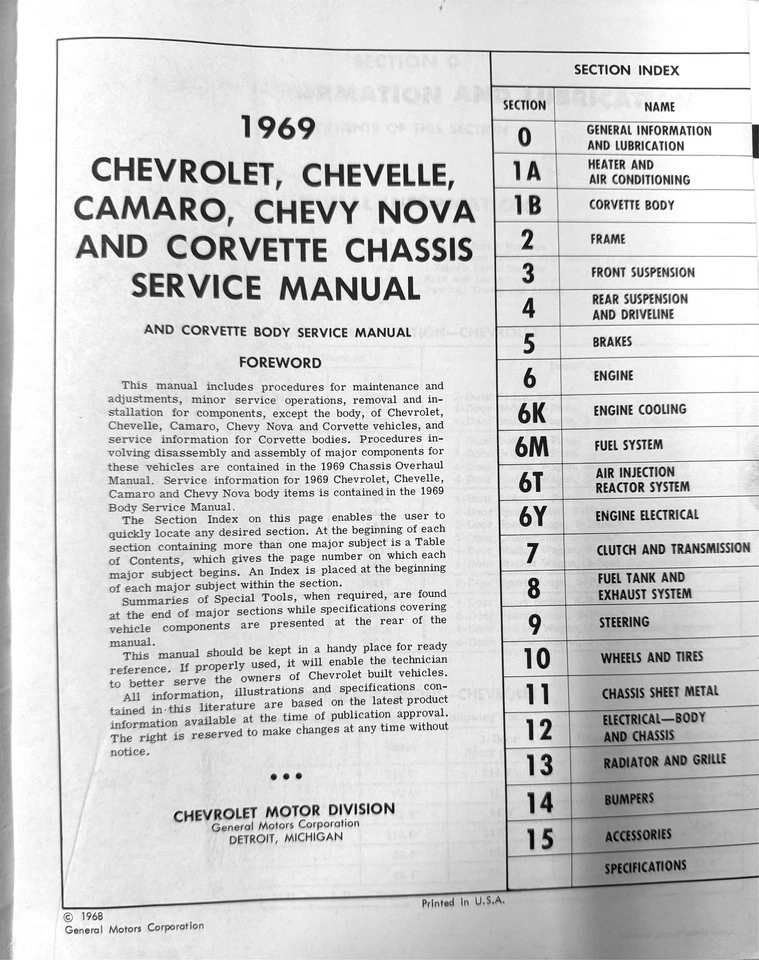 1969
CHEVROLET, CHEVELLE,
CAMARO, CHEVY NOVA
AND CORVETTE CHASSIS
SERVICE MANUAL
AND CORVETTE BODY SERVICE MANUAL
FOREWORD
This manual includes procedures for maintenance and
adjustments, minor service operations, removal and in-
stallation for components, except the body, of Chevrolet,
Chevelle, Camaro, Chevy Nova and Corvette vehicles, and
service information for Corvette bodies. Procedures in-
volving disassembly and assembly of major components for
these vehicles are contained in the 1969 Chassis Overhaul
Manual. Service information for 1969 Chevrolet, Chevelle,
Camaro and Chevy Nova body items is contained in the 1969
Body Service Manual.
The Section Index on this page enables the user to
quickly locate any desired section. At the beginning of each
section containing more than one major subject is a Table
of Contents, which gives the page number on which each
major subject begins. An Index is placed at the beginning
of each major subject within the section.
Summaries of Special Tools, when required, are found
at the end of major sections while specifications covering
vehicle components are presented at the rear of the
manual.
This manual should be kept in a handy place for ready
reference. If properly used, it will enable the technician
to better serve the owners of Chevrolet built vehicles.
All information, illustrations and specifications con-
tained in this literature are based on the latest product
information available at the time of publication approval.
The right is reserved to make changes at any time without
notice.
•••
CHEVROLET MOTOR DIVISION
General Motors Corporation
DETROIT, MICHIGAN
SECTION INDEX
SECTION NAME
0 GENERAL INFORMATION
AND LUBRICATION
1A HEATER AND
AIR CONDITIONING
1B CORVETTE BODY
2 FRAME
3 FRONT SUSPENSION
4 REAR SUSPENSION
AND DRIVELINE
5 BRAKES
6 ENGINE
6K ENGINE COOLING
6M FUEL SYSTEM
6T AIR INJECTION
REACTOR SYSTEM
6Y ENGINE ELECTRICAL
7 CLUTCH AND TRANSMISSION
8 FUEL TANK AND
EXHAUST SYSTEM
9 STEERING
10 WHEELS AND TIRES
11 CHASSIS SHEET METAL
12 ELECTRICAL—BODY
AND CHASSIS
13 RADIATOR AND GRILLE
14 BUMPERS
15 ACCESSORIES
SPECIFICATIONS
© 1968
General Motors Corporation
Printed in U.S.A.